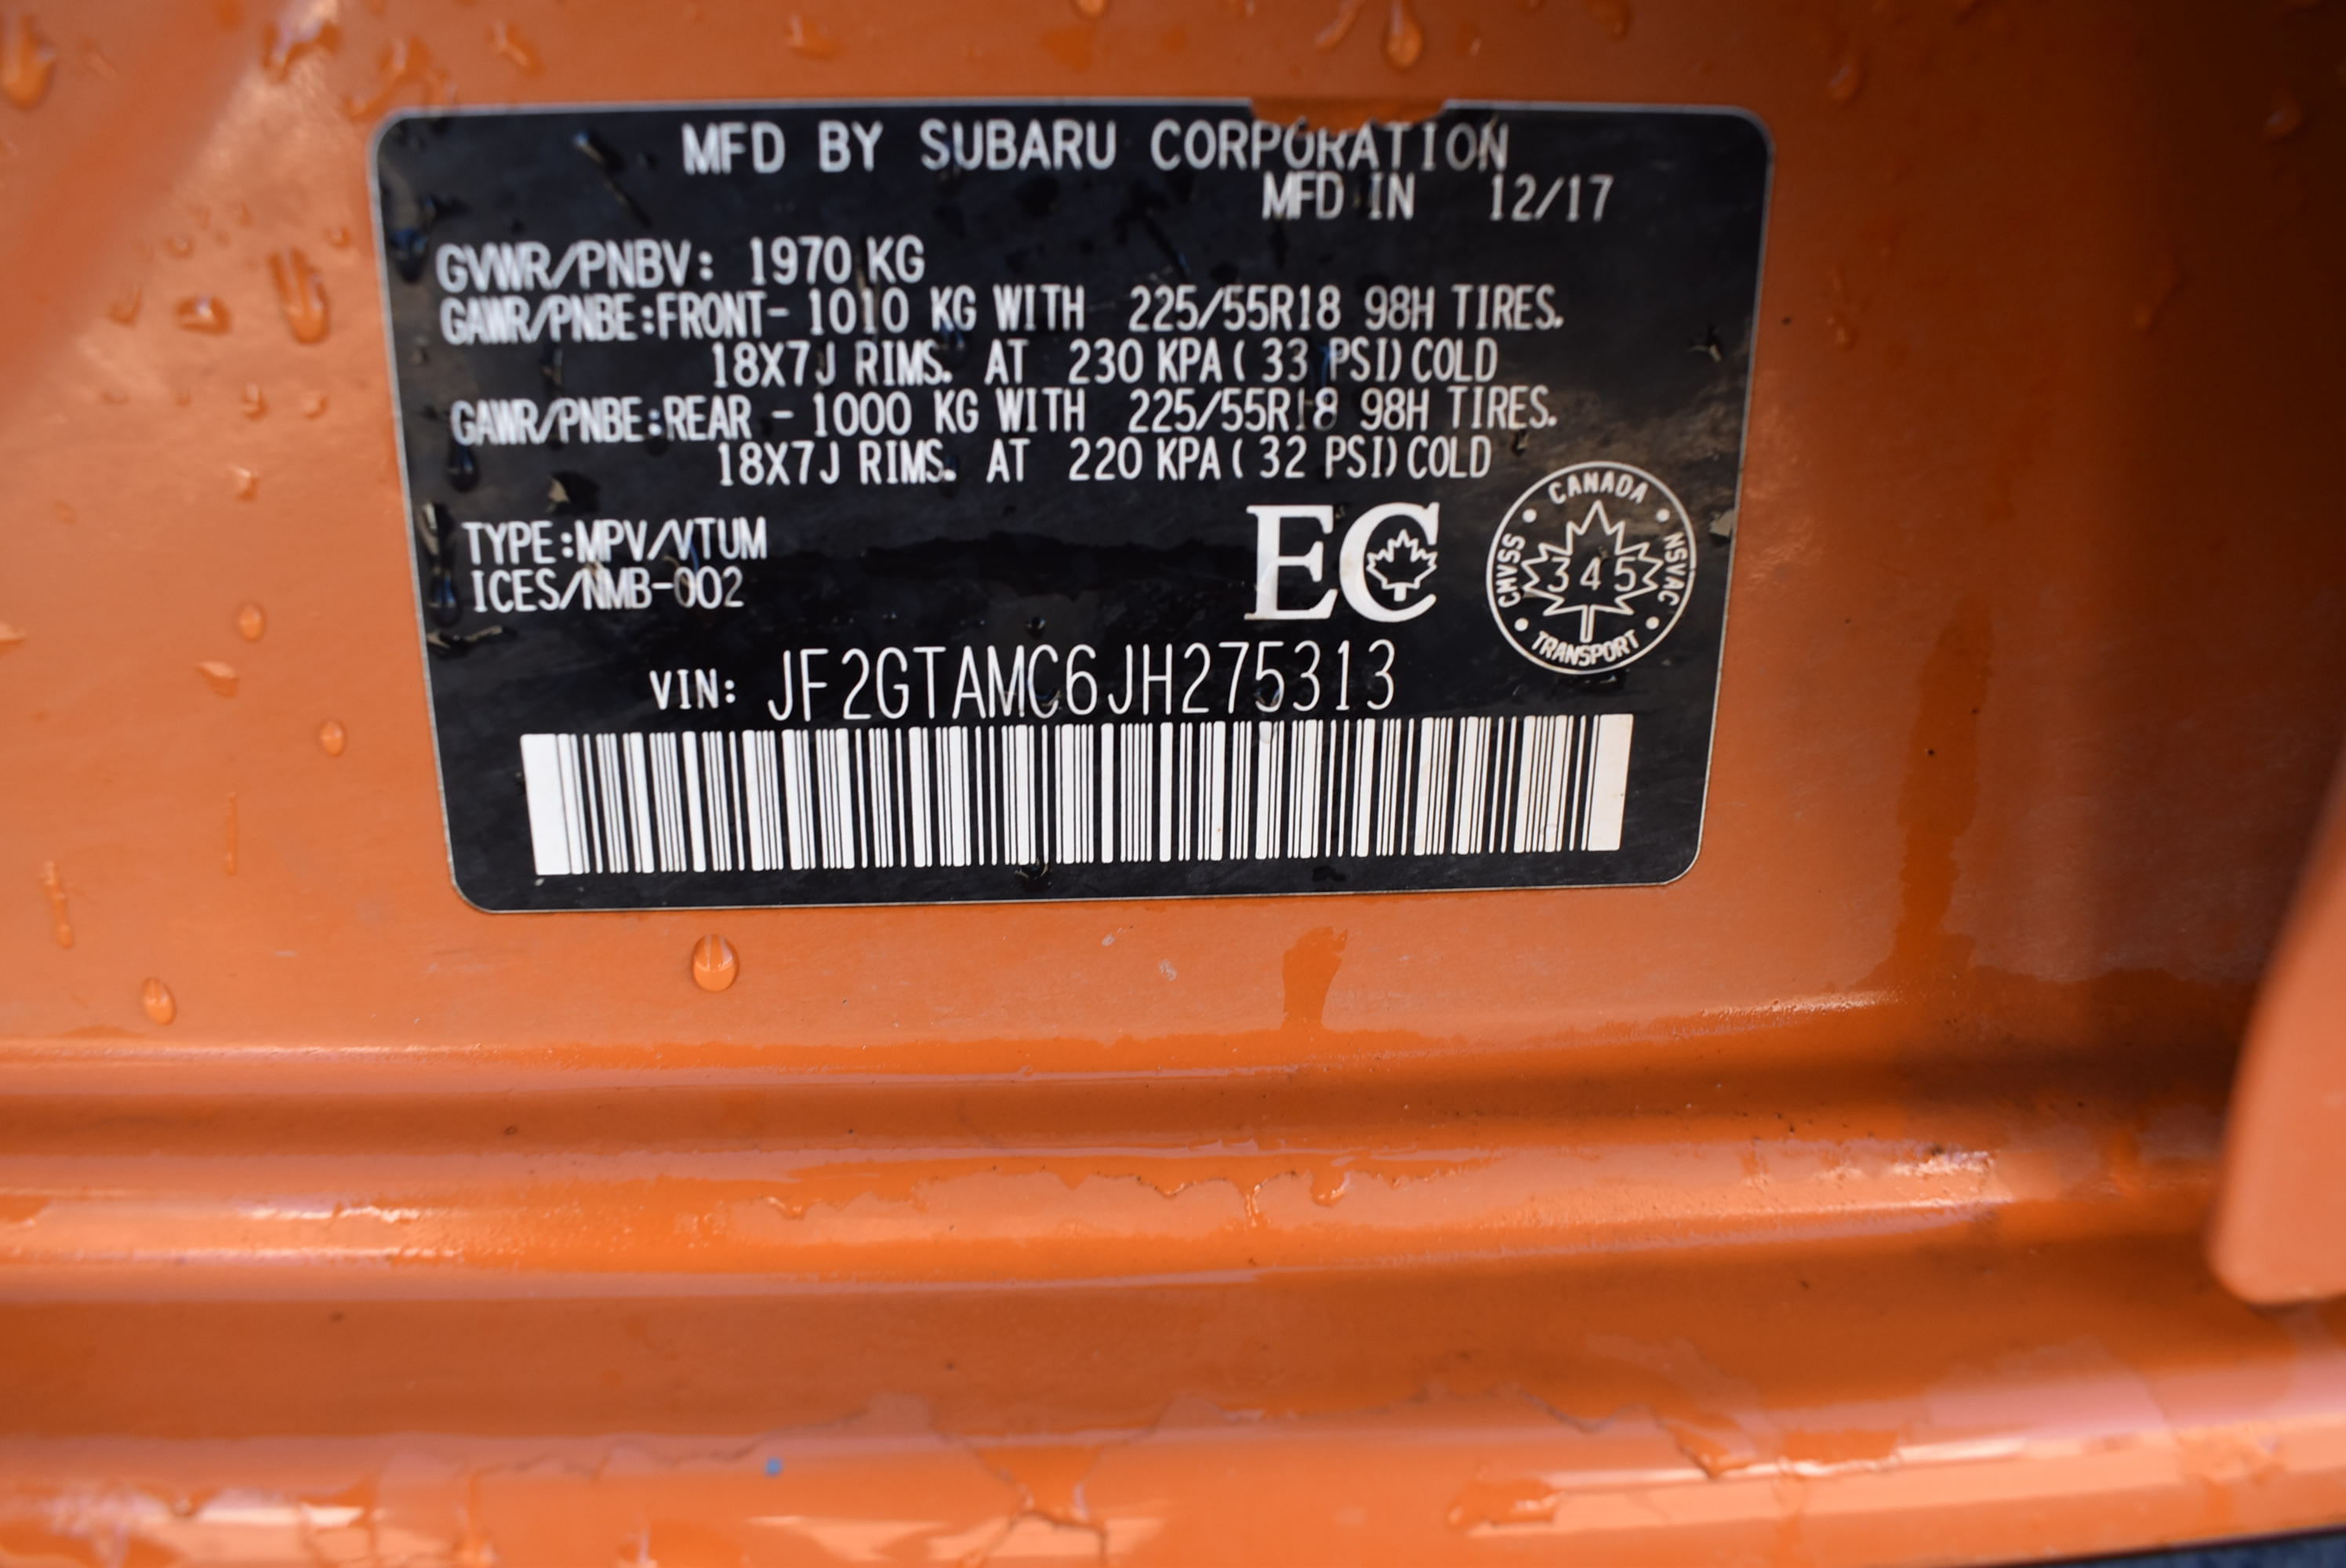 MFD BY SUBARU CORPORATION
MFD IN 12/17
GVWR/PNBV: 1970 KG
GAWR/PNBE:FRONT- 1010 KG WITH 225/55R18 98H TIRES.
18X7J RIMS. AT 230 KPA ( 33 PSI) COLD
GAWR/PNBE:REAR - 1000 KG WITH 225/55R18 98H TIRES.
18X7J RIMS. AT 220 KPA ( 32 PSI) COLD
TYPE:MPV/VTUM
ICES/NMB-002
EC
CANADA
CMVSS
345
NSVAC
TRANSPORT
VIN: JF2GTAMC6JH275313